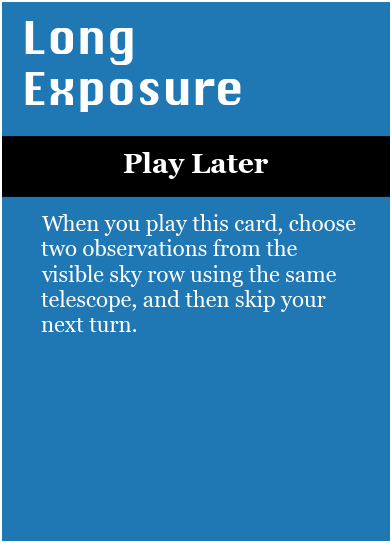 Long
Exposure
Play Later
When you play this card, choose
two observations from the
visible sky row using the same
telescope, and then skip your
next turn.